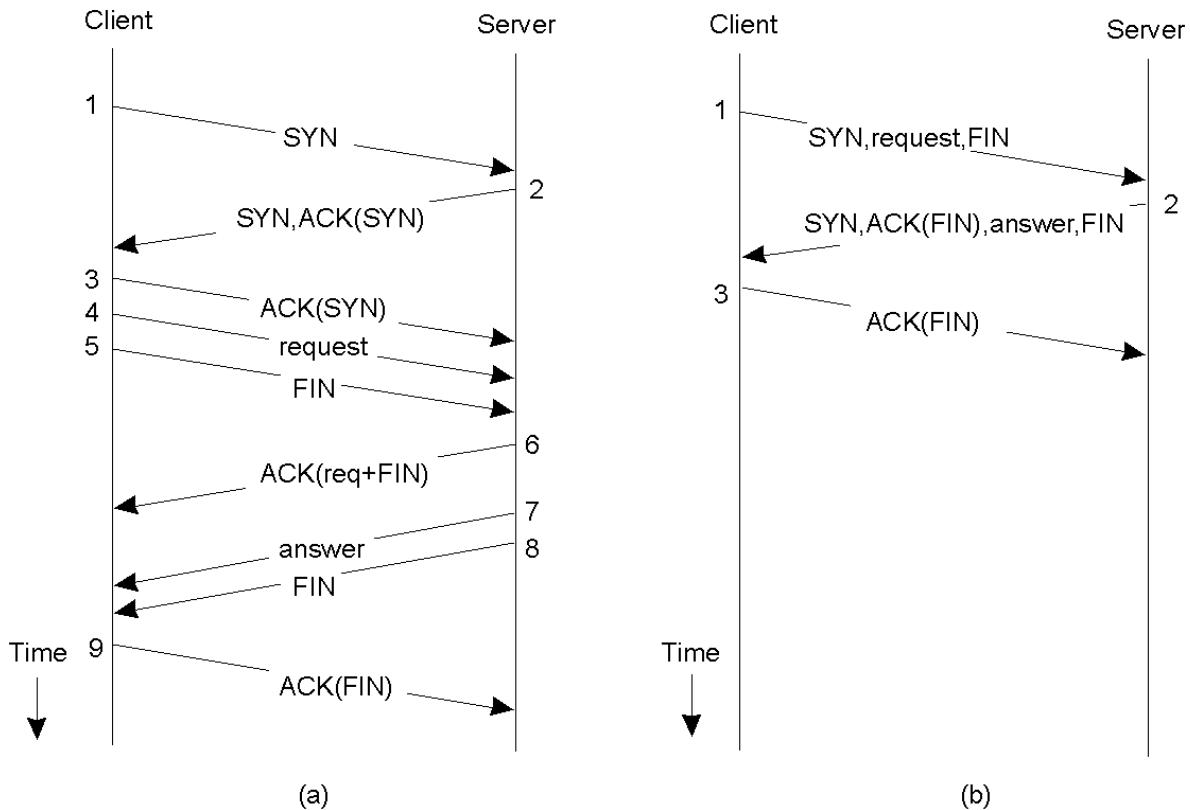 Client
Server
1
SYN
2
SYN,ACK(SYN)
3
ACK(SYN)
4
request
5
FIN
6
ACK(req+FIN)
7
answer
8
FIN
9
Time
ACK(FIN)
(a)
Client
Server
1
SYN,request,FIN
2
SYN,ACK(FIN),answer,FIN
3
ACK(FIN)
Time
(b)